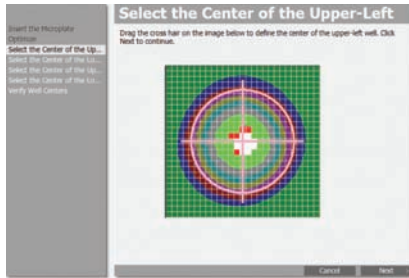 Select the Center of the Upper-Left
Insert the Microplate
Optimize
Select the Center of the Up...
Select the Center of the Lo...
Select the Center of the Up...
Select the Center of the Lo...
Verify Well Centers
Drag the cross hair on the image below to define the center of the upper-left well. Click
Next to continue.
Cancel
Next